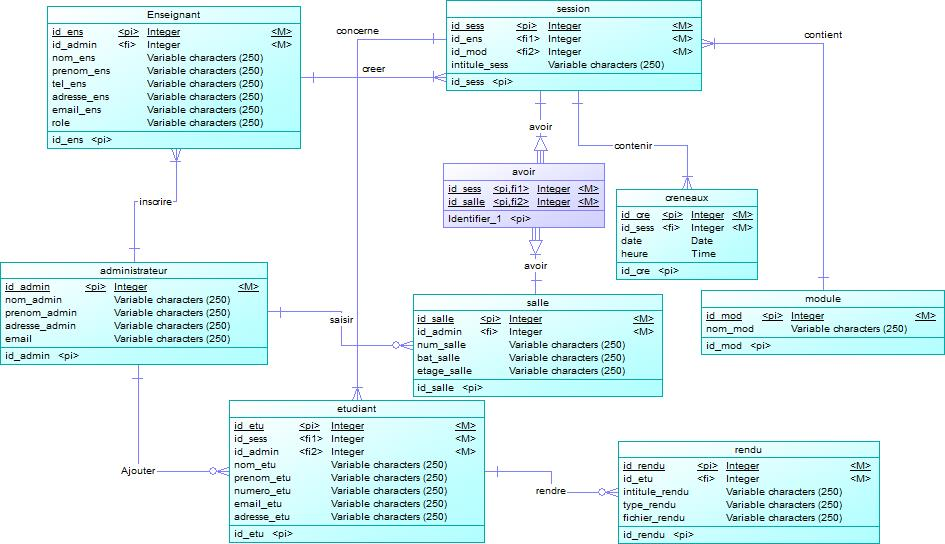 Enseignant
id_ens <pi> Integer <M>
id_admin <fi> Integer <M>
nom_ens Variable characters (250)
prenom_ens Variable characters (250)
tel_ens Variable characters (250)
adresse_ens Variable characters (250)
email_ens Variable characters (250)
role Variable characters (250)
id_ens <pi>
concerne
creer
session
id_sess <pi> Integer <M>
id_ens <fi1> Integer <M>
id_mod <fi2> Integer <M>
intitule_sess Variable characters (250)
id_sess <pi>
contient
avoir
contenir
avoir
id_sess <pi,fi1> Integer <M>
id_salle <pi,fi2> Integer <M>
Identifier_1 <pi>
avoir
creneaux
id_cre <pi> Integer <M>
id_sess <fi> Integer <M>
date Date
heure Time
id_cre <pi>
inscrire
administrateur
id_admin <pi> Integer <M>
nom_admin Variable characters (250)
prenom_admin Variable characters (250)
adresse_admin Variable characters (250)
email Variable characters (250)
id_admin <pi>
saisir
salle
id_salle <pi> Integer <M>
id_admin <fi> Integer <M>
num_salle Variable characters (250)
bat_salle Variable characters (250)
etage_salle Variable characters (250)
id_salle <pi>
module
id_mod <pi> Integer <M>
nom_mod Variable characters (250)
id_mod <pi>
Ajouter
etudiant
id_etu <pi> Integer <M>
id_sess <fi1> Integer <M>
id_admin <fi2> Integer <M>
nom_etu Variable characters (250)
prenom_etu Variable characters (250)
numero_etu Variable characters (250)
email_etu Variable characters (250)
adresse_etu Variable characters (250)
id_etu <pi>
rendre
rendu
id_rendu <pi> Integer <M>
id_etu <fi> Integer <M>
intitule_rendu Variable characters (250)
type_rendu Variable characters (250)
fichier_rendu Variable characters (250)
id_rendu <pi>